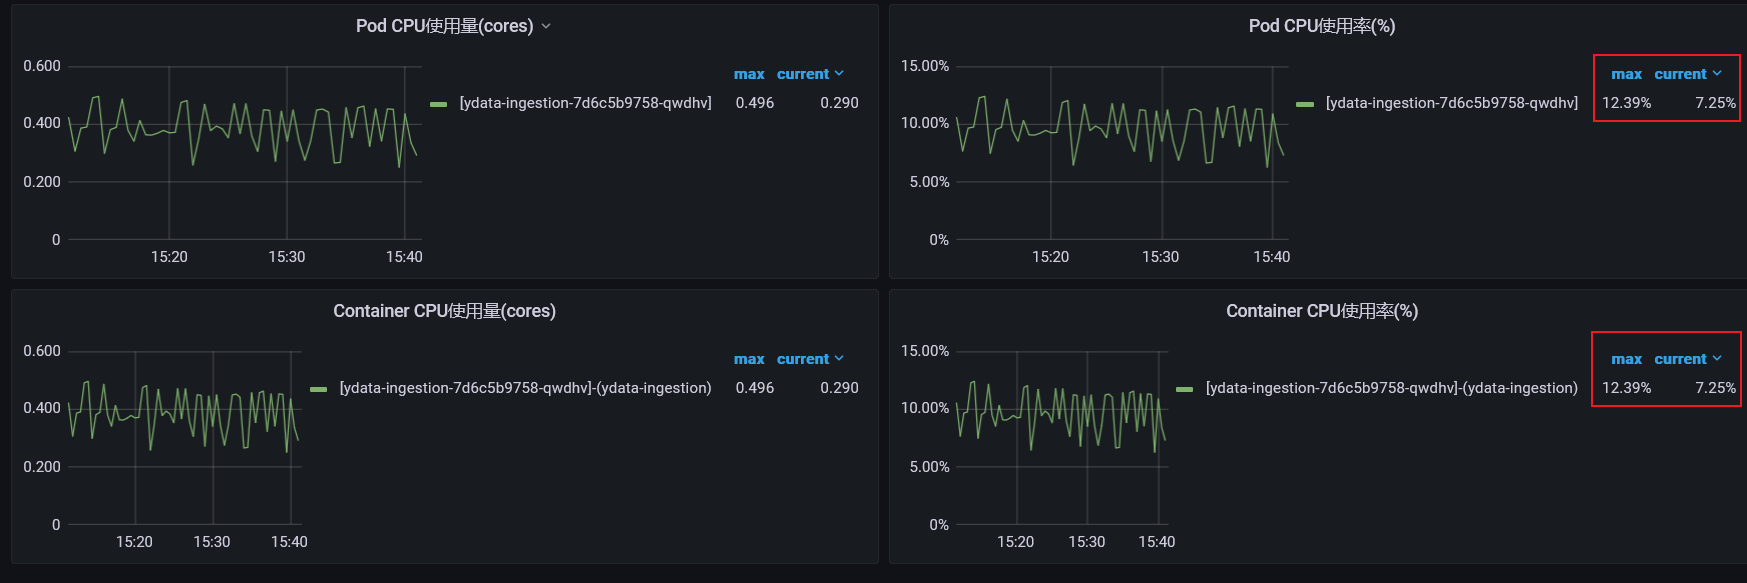 Pod CPU使用量(cores)
0.600
0.400
0.200
0
15:20 15:30 15:40
max current
[ydata-ingestion-7d6c5b9758-qwdhv] 0.496 0.290
Pod CPU使用率(%)
15.00%
10.00%
5.00%
0%
15:20 15:30 15:40
max current
[ydata-ingestion-7d6c5b9758-qwdhv] 12.39% 7.25%
Container CPU使用量(cores)
0.600
0.400
0.200
0
15:20 15:30 15:40
max current
[ydata-ingestion-7d6c5b9758-qwdhv]-(ydata-ingestion) 0.496 0.290
Container CPU使用率(%)
15.00%
10.00%
5.00%
0%
15:20 15:30 15:40
max current
[ydata-ingestion-7d6c5b9758-qwdhv]-(ydata-ingestion) 12.39% 7.25%